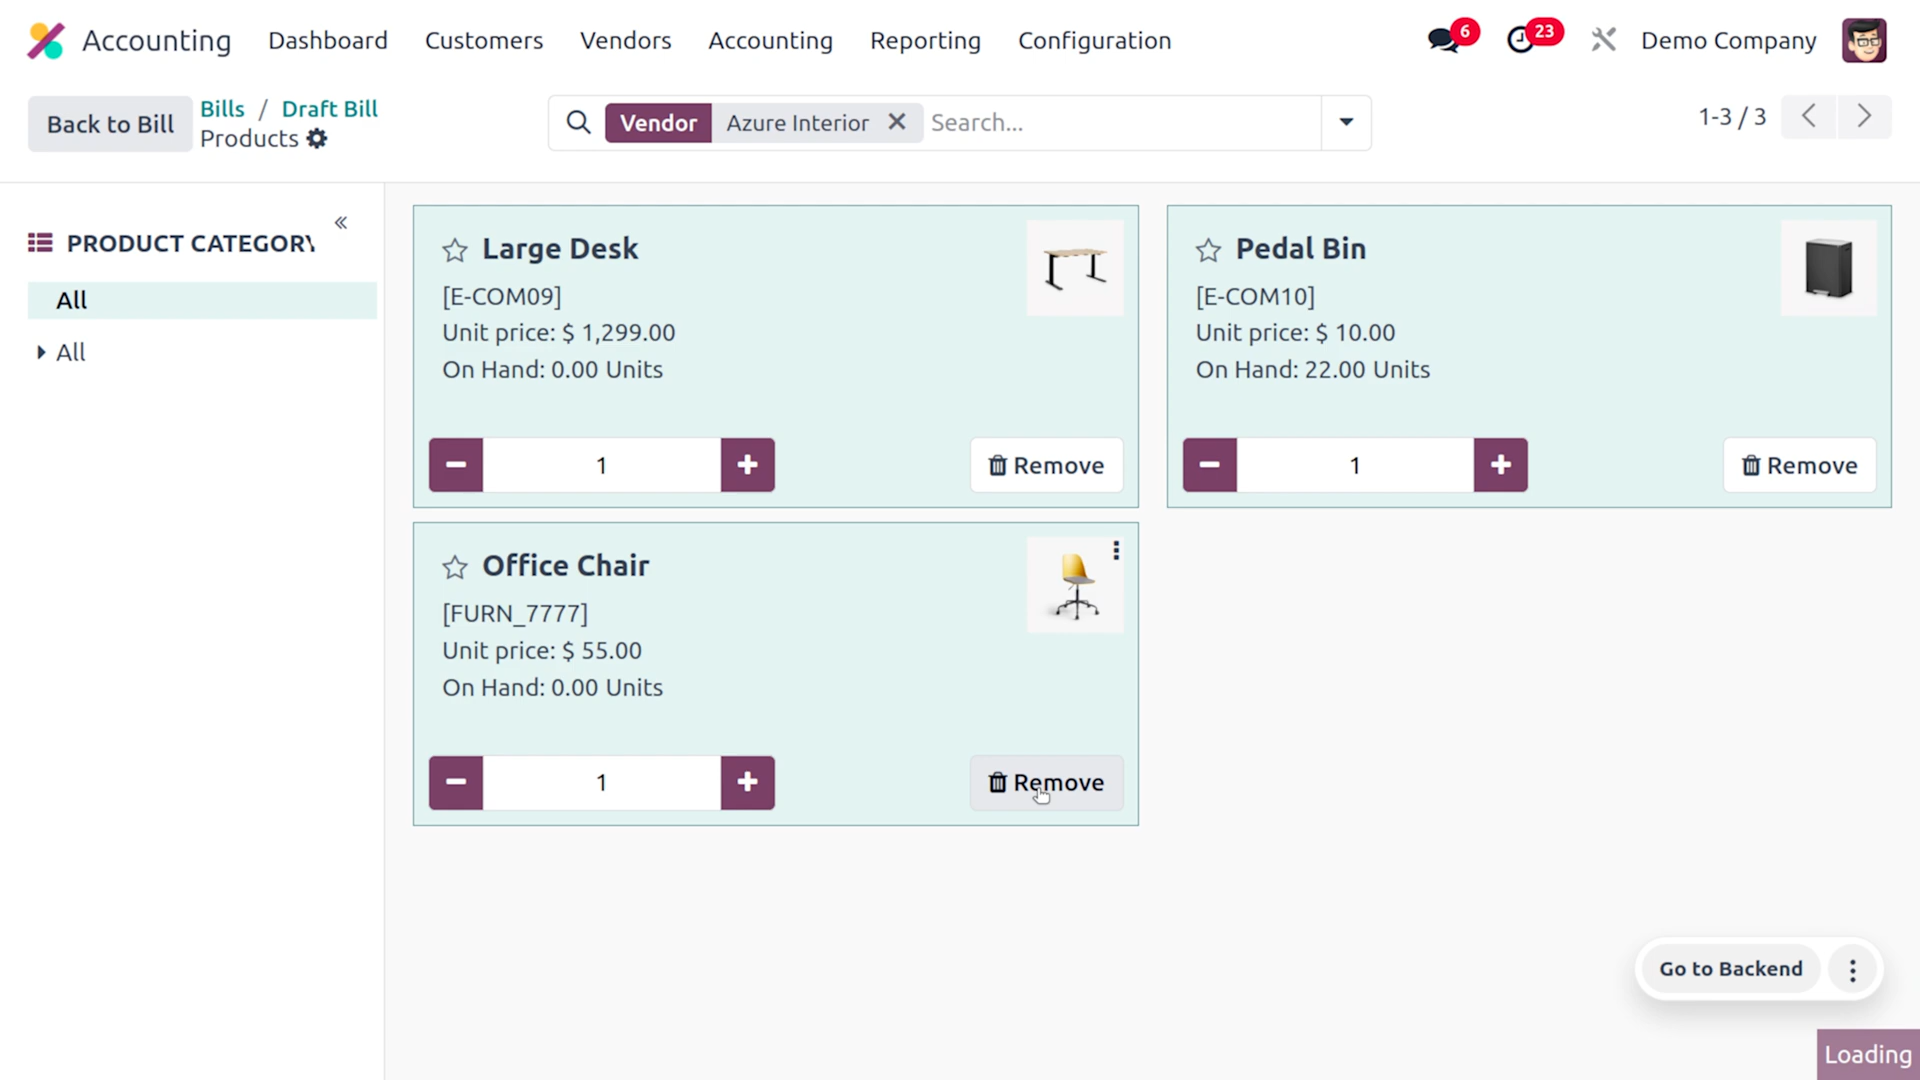 Accounting Dashboard Customers Vendors Accounting Reporting Configuration 6 23 Demo Company
Back to Bill Bills / Draft Bill
Products
Vendor Azure Interior Search...
1-3 / 3
PRODUCT CATEGORY
All
All
Large Desk
[E-COM09]
Unit price: $ 1,299.00
On Hand: 0.00 Units
1 Remove
Pedal Bin
[E-COM10]
Unit price: $ 10.00
On Hand: 22.00 Units
1 Remove
Office Chair
[FURN_7777]
Unit price: $ 55.00
On Hand: 0.00 Units
1 Remove
Go to Backend
Loading